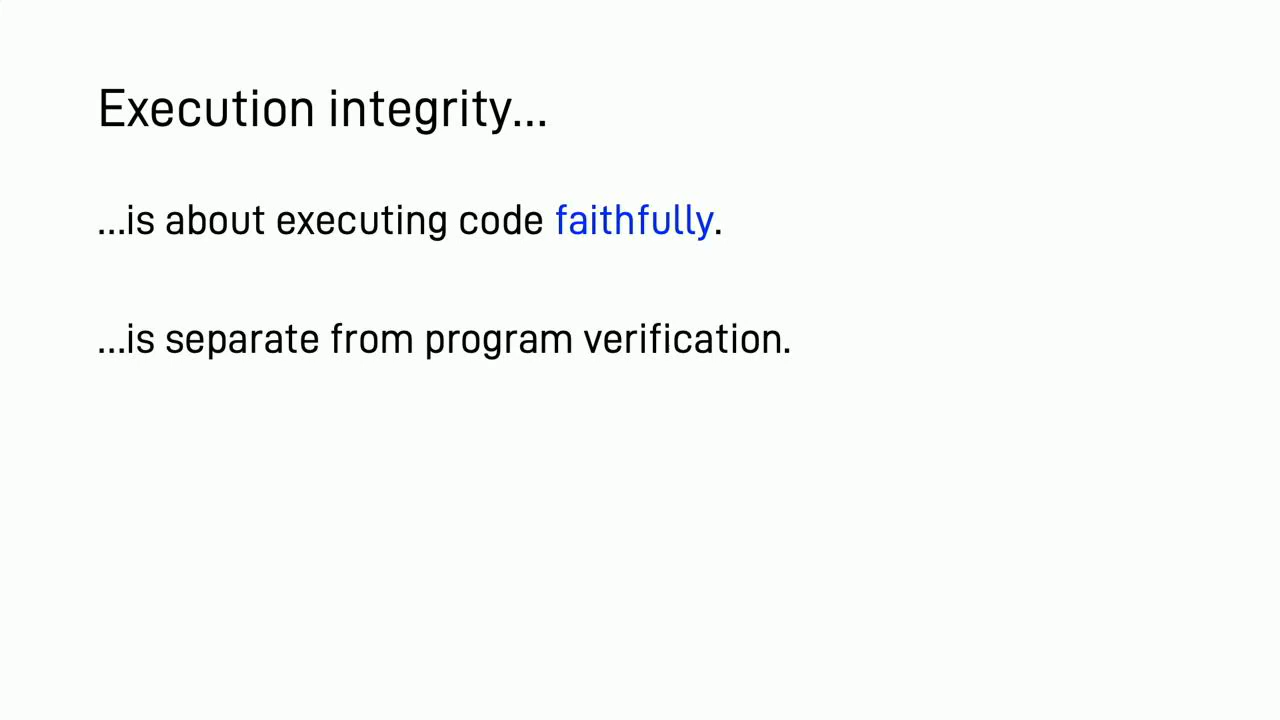 Execution integrity...
...is about executing code faithfully.
...is separate from program verification.